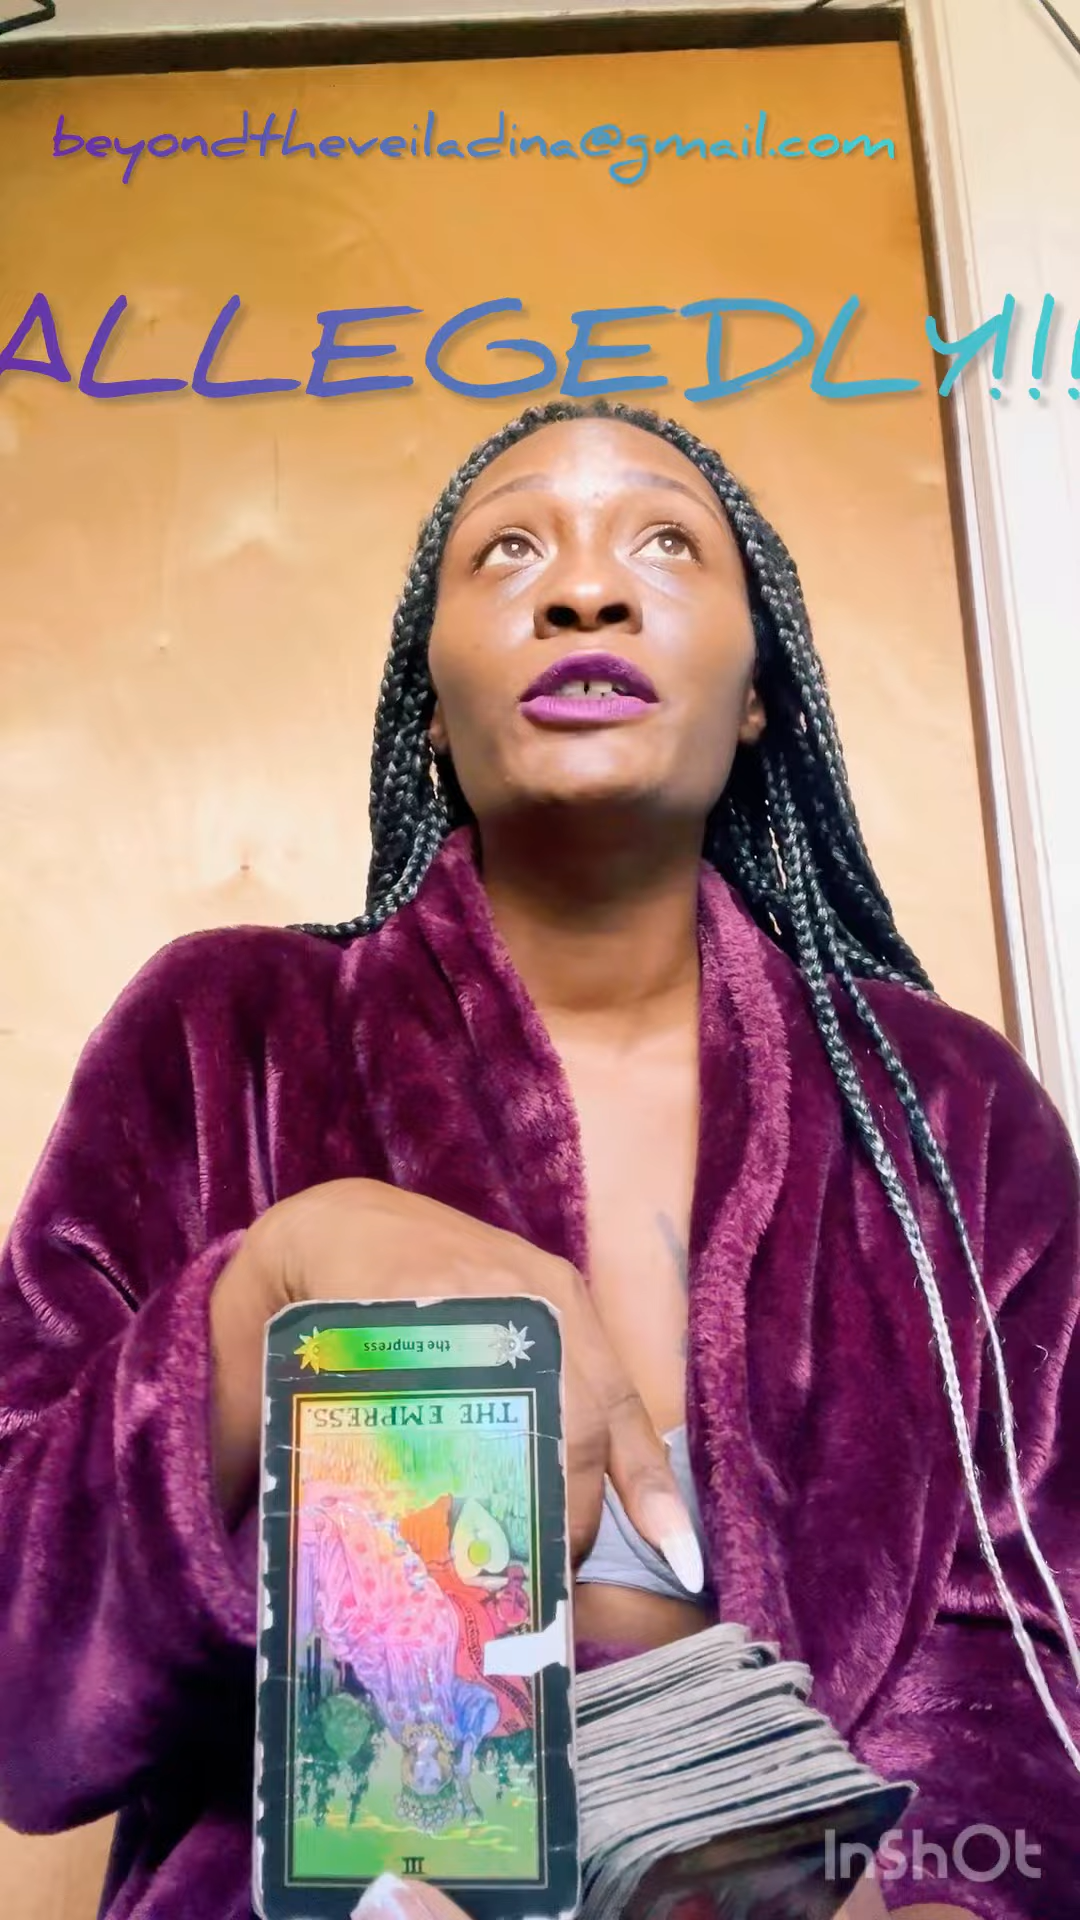 beyondtheveiladina@gmail.com
ALLEGEDLY!!!
the Empress
THE EMPRESS.
III
InShOt